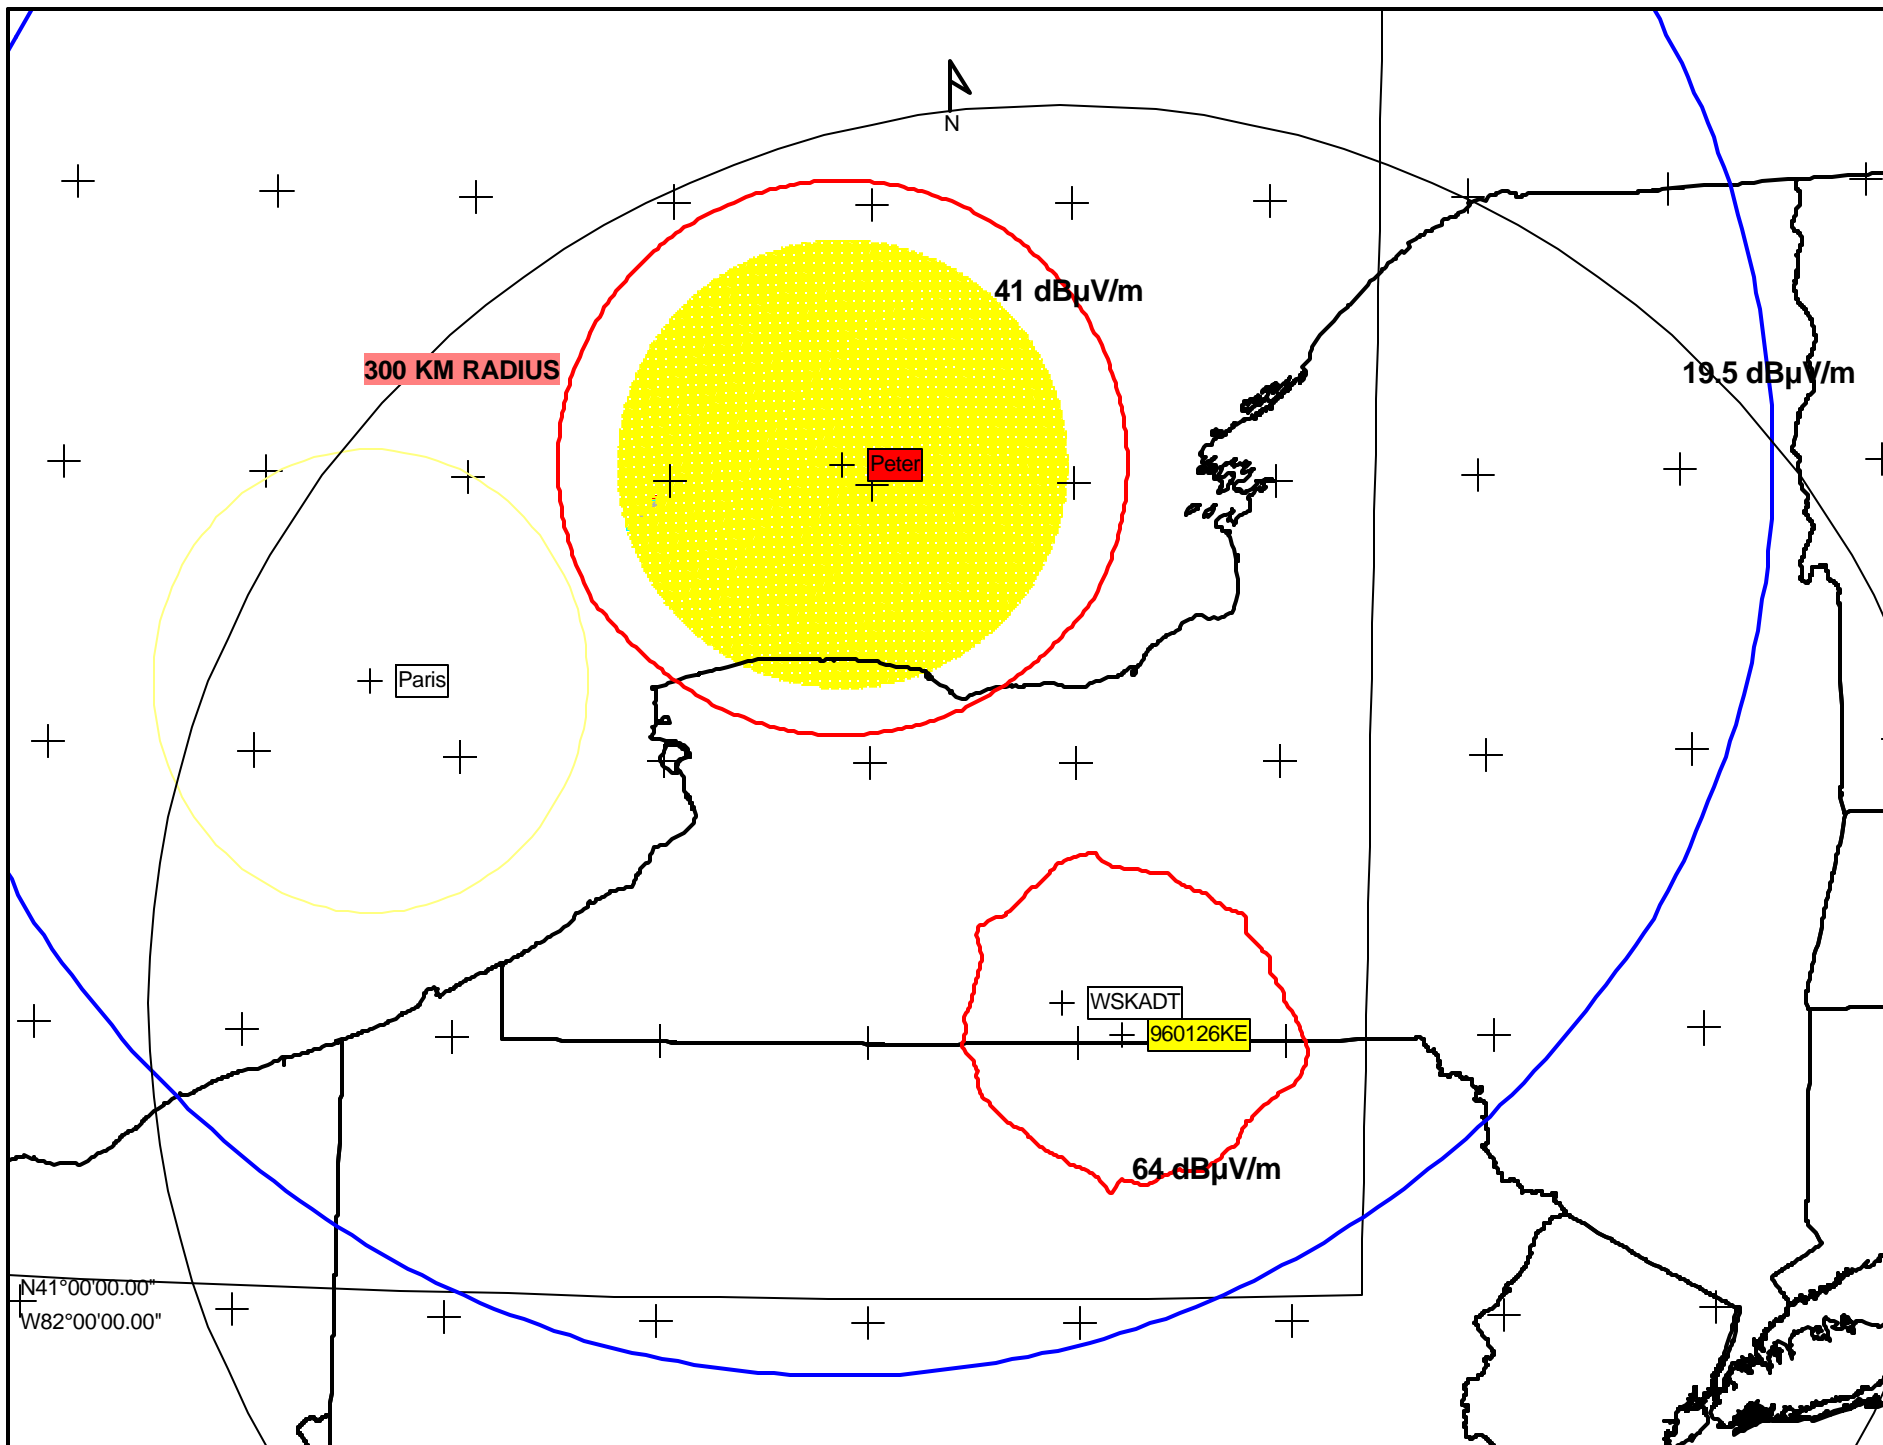 N
41 dBµV/m
300 KM RADIUS
19.5 dBµV/m
Peter
Paris
WSKADT
960126KE
64 dBµV/m
N41°00'00.00"
W82°00'00.00"